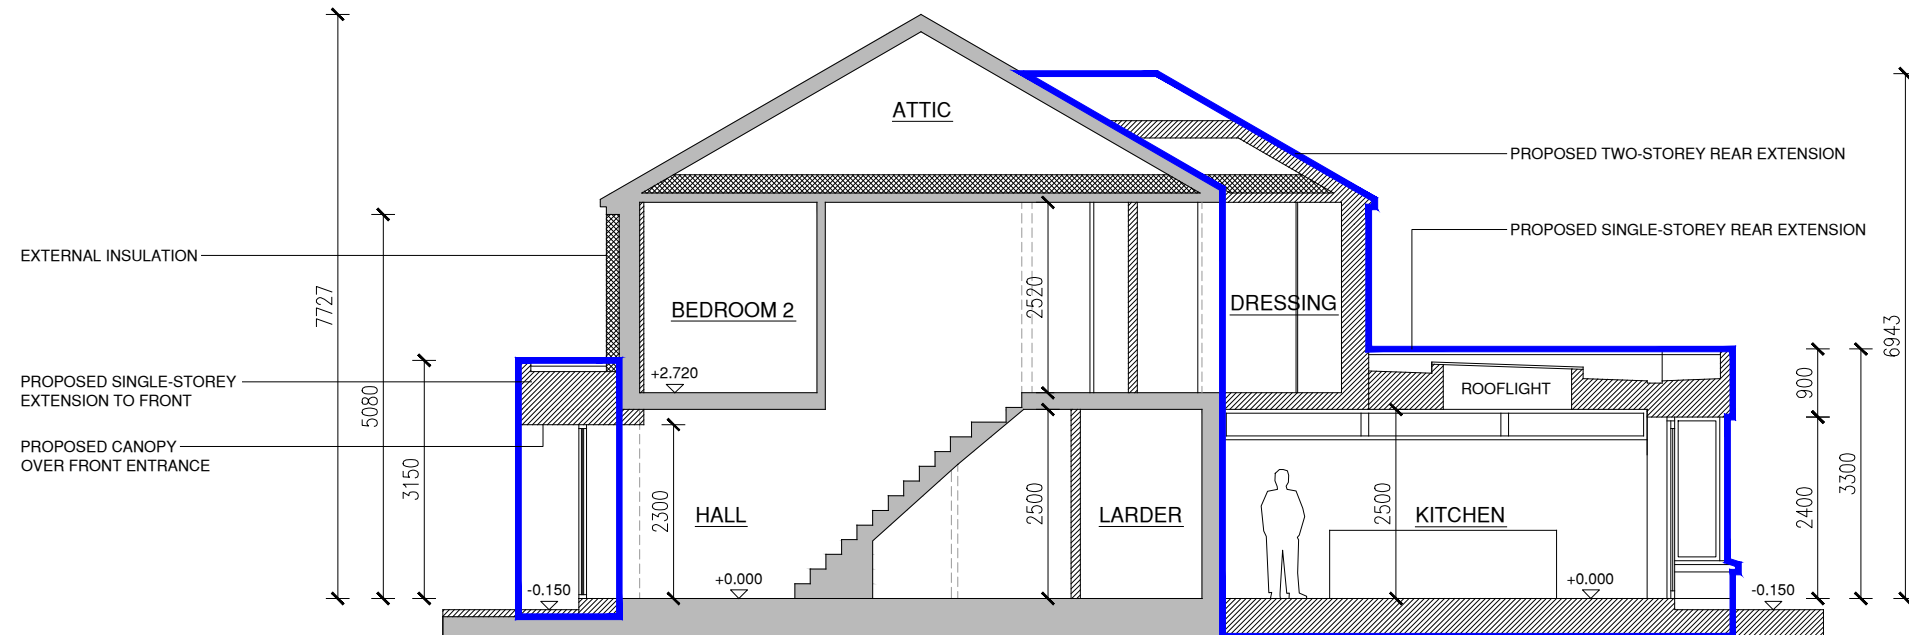 ATTIC
PROPOSED TWO-STOREY REAR EXTENSION
PROPOSED SINGLE-STOREY REAR EXTENSION
EXTERNAL INSULATION
7727
BEDROOM 2
2520
DRESSING
6943
+2.720
PROPOSED SINGLE-STOREY
EXTENSION TO FRONT
5080
ROOFLIGHT
900
PROPOSED CANOPY
OVER FRONT ENTRANCE
3150
2300
HALL
2500
LARDER
2500
KITCHEN
2400
3300
-0.150
+0.000
+0.000
-0.150